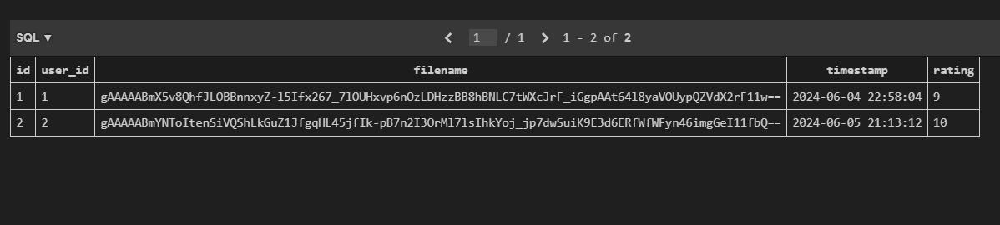 SQL ▼ < 1 / 1 > 1 - 2 of 2
id user_id filename timestamp rating
1 1 gAAAAABmX5v8QhfJLOBBnnxyZ-l5Ifx267_7lOUHxvp6nOzLDHzzBB8hBNLC7tWXcJrF_iGgpAAt64l8yaVOUypQZVdX2rF11w== 2024-06-04 22:58:04 9
2 2 gAAAAABmYNToItenSiVQShLkGuZ1JfgqHL45jfIk-pB7n2I3OrMl7lsIhkYoj_jp7dwSuiK9E3d6ERfWfWFyn46imgGeI11fbQ== 2024-06-05 21:13:12 10